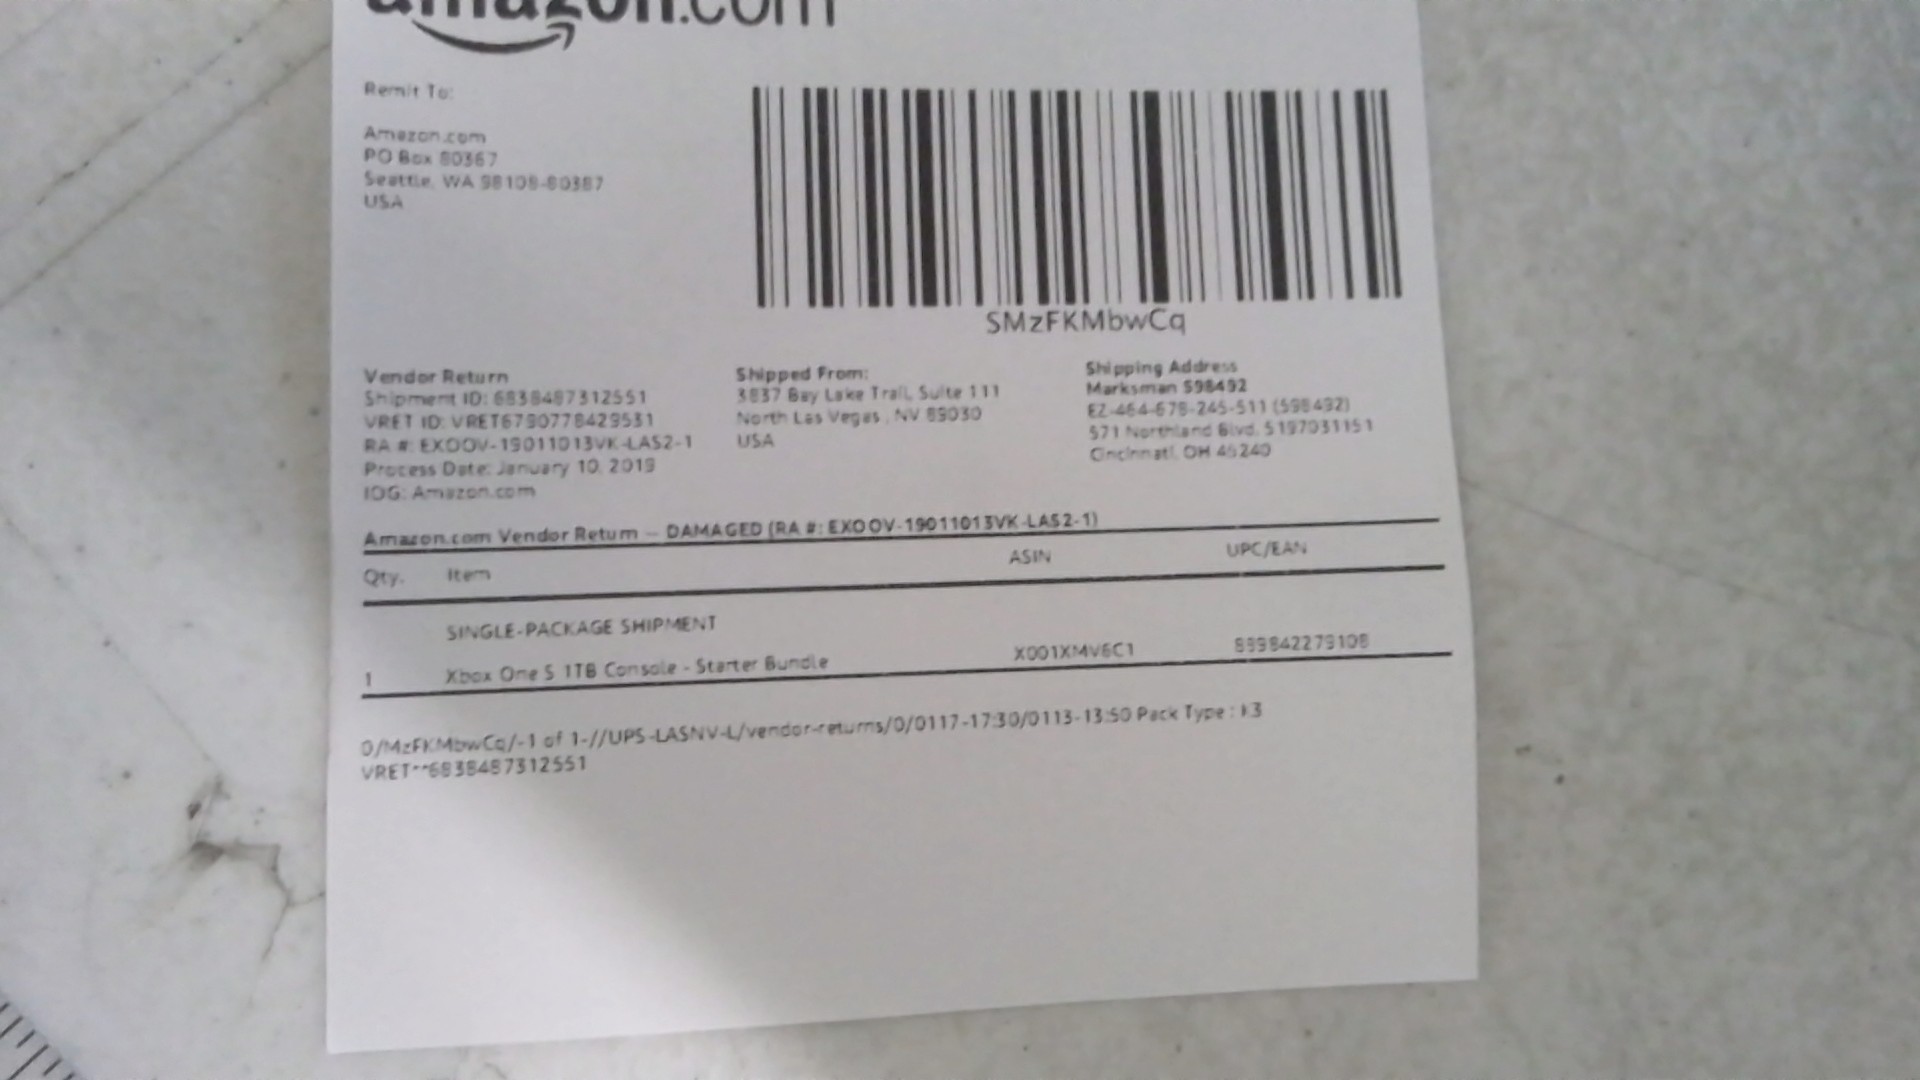 amazon.com
Remit To:
Amazon.com
PO Box 80387
Seattle, WA 98108-80387
USA
SMzFKMbwCq
Vendor Return
Shipment ID: 6838487312551
VRET ID: VRET6790778429531
RA #: EXOOV-19011013VK-LAS2-1
Process Date: January 10, 2019
IOG: Amazon.com
Shipped From:
3837 Bay Lake Trail, Suite 111
North Las Vegas , NV 89030
USA
Shipping Address
Marksman 598492
EZ-464-678-245-511 (598492)
571 Northland Blvd. 5197031151
Cincinnati, OH 45240
Amazon.com Vendor Return — DAMAGED (RA #: EXOOV-19011013VK-LAS2-1)
Qty. Item ASIN UPC/EAN
SINGLE-PACKAGE SHIPMENT
1 Xbox One S 1TB Console - Starter Bundle X001XMV6C1 889842279108
0/MzFKMbwCq/-1 of 1-//UPS-LASNV-L/vendor-returns/0/0117-17:30/0113-13:50 Pack Type :
VRET**6838487312551